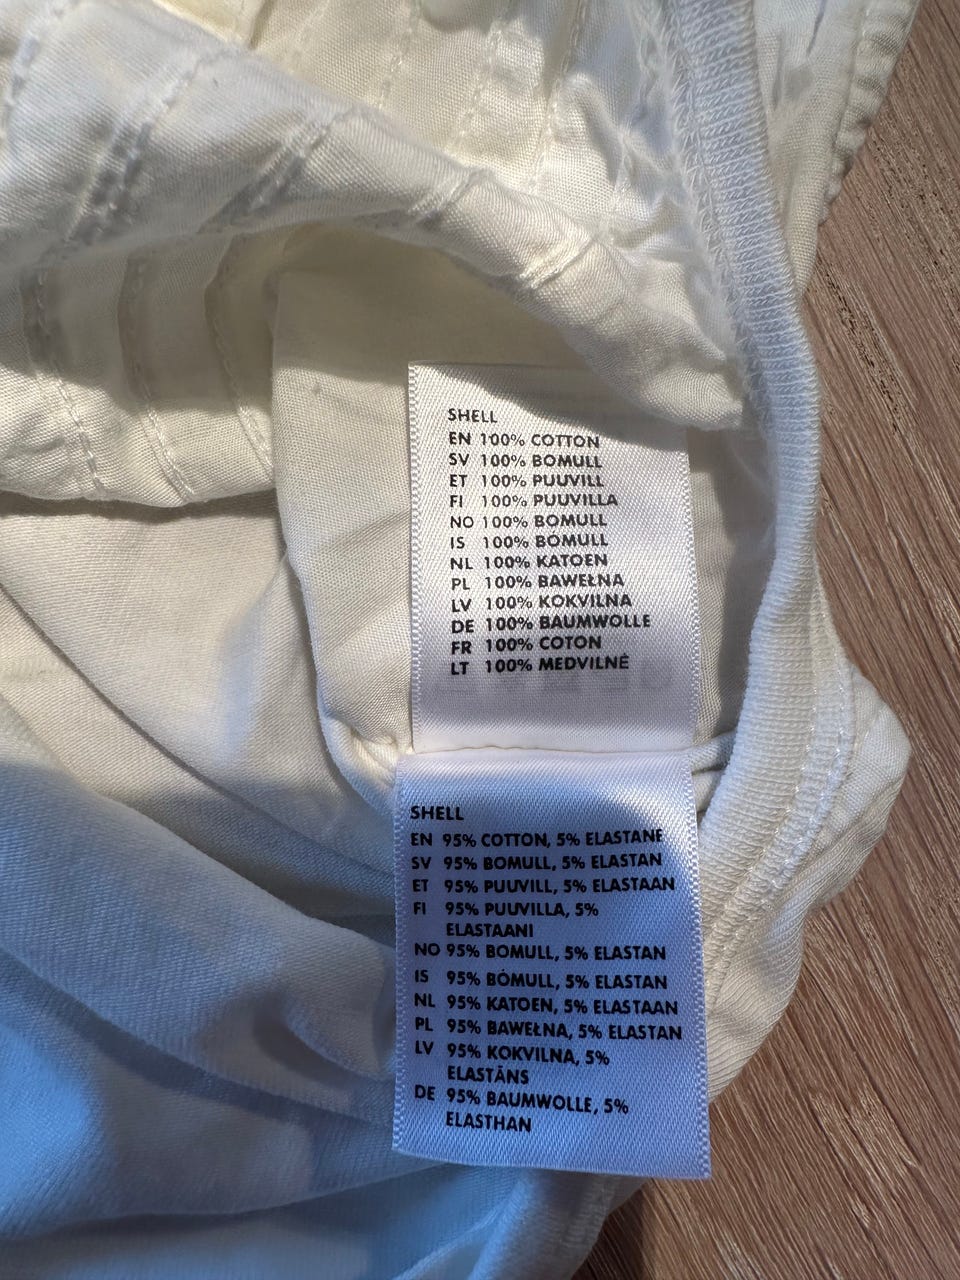 SHELL
EN 100% COTTON
SV 100% BOMULL
ET 100% PUUVILL
FI 100% PUUVILLA
NO 100% BOMULL
IS 100% BÓMULL
NL 100% KATOEN
PL 100% BAWEŁNA
LV 100% KOKVILNA
DE 100% BAUMWOLLE
FR 100% COTON
LT 100% MEDVILNĖ
SHELL
EN 95% COTTON, 5% ELASTANE
SV 95% BOMULL, 5% ELASTAN
ET 95% PUUVILL, 5% ELASTAAN
FI 95% PUUVILLA, 5%
ELASTAANI
NO 95% BOMULL, 5% ELASTAN
IS 95% BÓMULL, 5% ELASTAN
NL 95% KATOEN, 5% ELASTAAN
PL 95% BAWEŁNA, 5% ELASTAN
LV 95% KOKVILNA, 5%
ELASTĀNS
DE 95% BAUMWOLLE, 5%
ELASTHAN